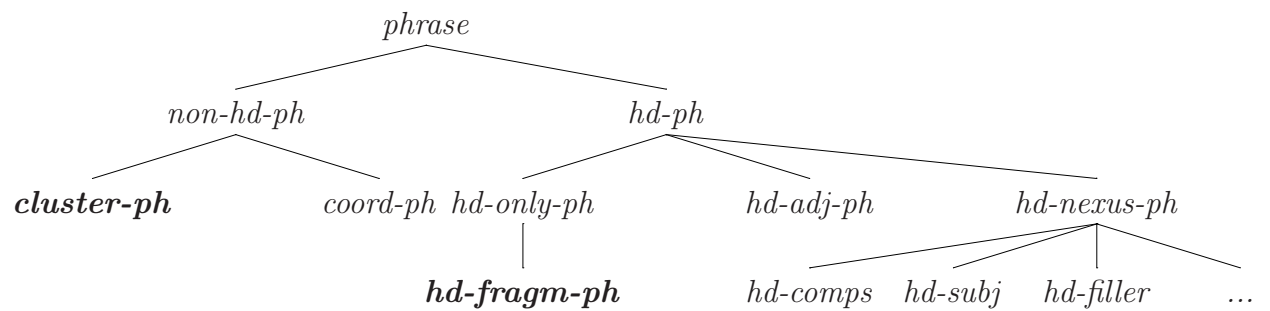 phrase
non-hd-ph hd-ph
cluster-ph coord-ph hd-only-ph hd-adj-ph hd-nexus-ph
hd-fragm-ph hd-comps hd-subj hd-filler ...